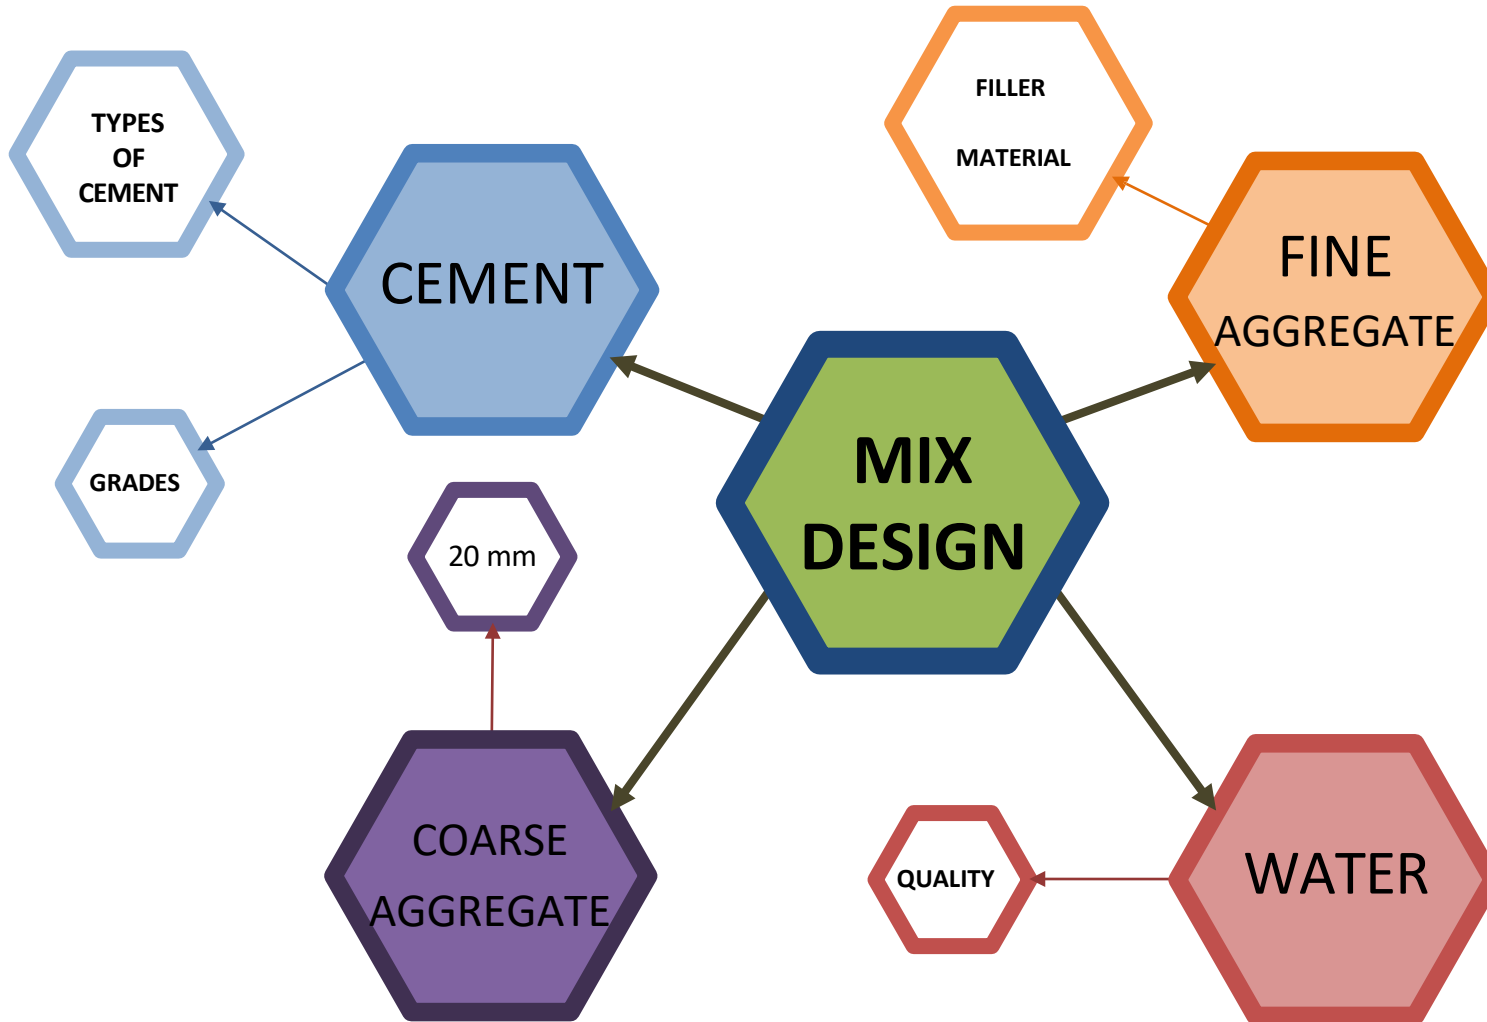 TYPES
OF
CEMENT
FILLER
MATERIAL
CEMENT
FINE
AGGREGATE
MIX
DESIGN
GRADES
20 mm
COARSE
AGGREGATE
QUALITY
WATER